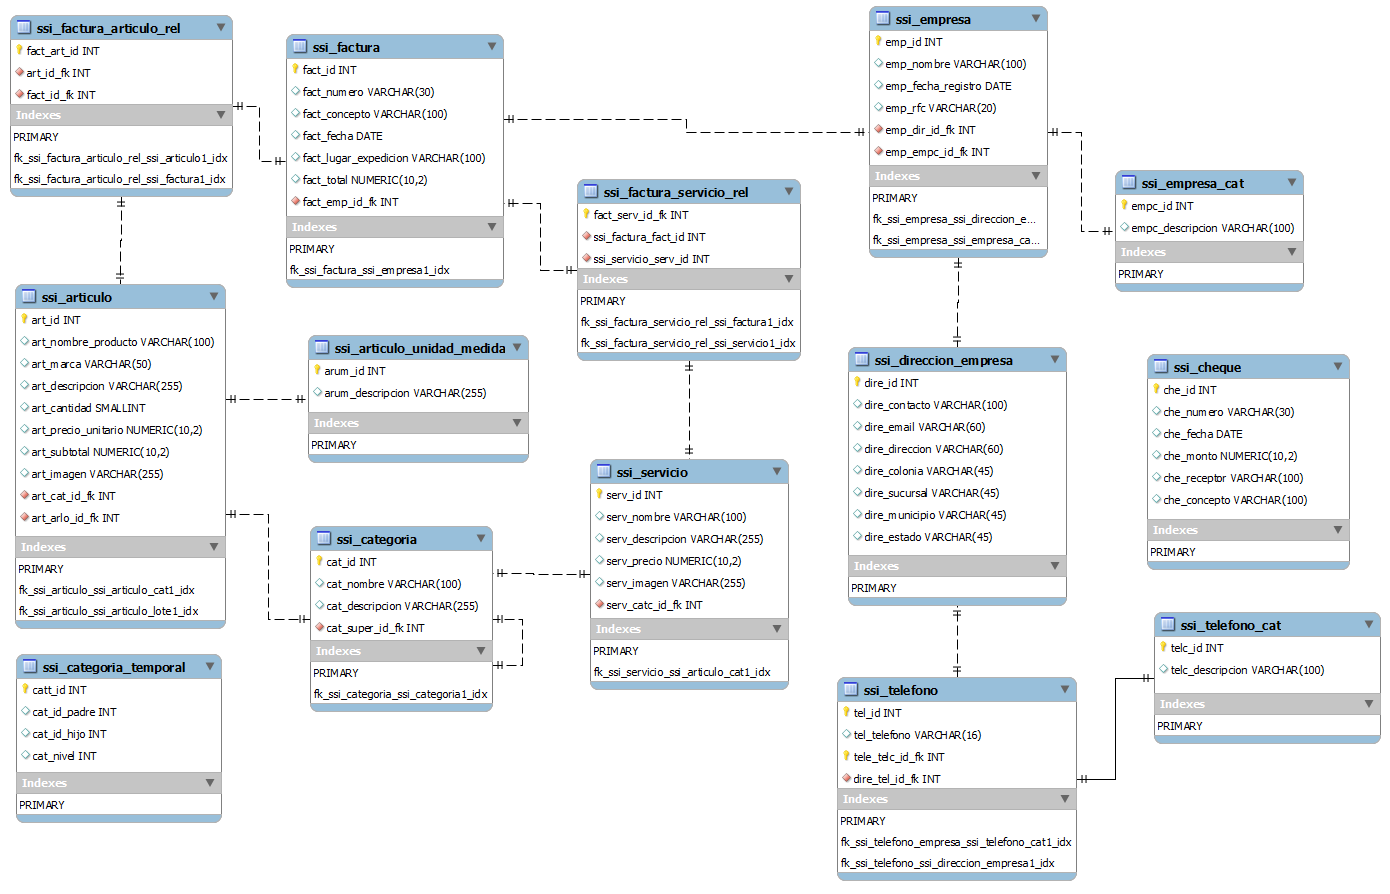 ssi_factura_articulo_rel
fact_art_id INT
art_id_fk INT
fact_id_fk INT
Indexes
PRIMARY
fk_ssi_factura_articulo_rel_ssi_articulo1_idx
fk_ssi_factura_articulo_rel_ssi_factura1_idx
ssi_factura
fact_id INT
fact_numero VARCHAR(30)
fact_concepto VARCHAR(100)
fact_fecha DATE
fact_lugar_expedicion VARCHAR(100)
fact_total NUMERIC(10,2)
fact_emp_id_fk INT
Indexes
PRIMARY
fk_ssi_factura_ssi_empresa1_idx
ssi_empresa
emp_id INT
emp_nombre VARCHAR(100)
emp_fecha_registro DATE
emp_rfc VARCHAR(20)
emp_dir_id_fk INT
emp_empc_id_fk INT
Indexes
PRIMARY
fk_ssi_empresa_ssi_direccion_e...
fk_ssi_empresa_ssi_empresa_ca...
ssi_factura_servicio_rel
fact_serv_id_fk INT
ssi_factura_fact_id INT
ssi_servicio_serv_id INT
Indexes
PRIMARY
fk_ssi_factura_servicio_rel_ssi_factura1_idx
fk_ssi_factura_servicio_rel_ssi_servicio1_idx
ssi_empresa_cat
empc_id INT
empc_descripcion VARCHAR(100)
Indexes
PRIMARY
ssi_articulo
art_id INT
art_nombre_producto VARCHAR(100)
art_marca VARCHAR(50)
art_descripcion VARCHAR(255)
art_cantidad SMALLINT
art_precio_unitario NUMERIC(10,2)
art_subtotal NUMERIC(10,2)
art_imagen VARCHAR(255)
art_cat_id_fk INT
art_arlo_id_fk INT
Indexes
PRIMARY
fk_ssi_articulo_ssi_articulo_cat1_idx
fk_ssi_articulo_ssi_articulo_lote1_idx
ssi_articulo_unidad_medida
arum_id INT
arum_descripcion VARCHAR(255)
Indexes
PRIMARY
ssi_direccion_empresa
dire_id INT
dire_contacto VARCHAR(100)
dire_email VARCHAR(60)
dire_direccion VARCHAR(60)
dire_colonia VARCHAR(45)
dire_sucursal VARCHAR(45)
dire_municipio VARCHAR(45)
dire_estado VARCHAR(45)
Indexes
PRIMARY
ssi_cheque
che_id INT
che_numero VARCHAR(30)
che_fecha DATE
che_monto NUMERIC(10,2)
che_receptor VARCHAR(100)
che_concepto VARCHAR(100)
Indexes
PRIMARY
ssi_categoria
cat_id INT
cat_nombre VARCHAR(100)
cat_descripcion VARCHAR(255)
cat_super_id_fk INT
Indexes
PRIMARY
fk_ssi_categoria_ssi_categoria1_idx
ssi_servicio
serv_id INT
serv_nombre VARCHAR(100)
serv_descripcion VARCHAR(255)
serv_precio NUMERIC(10,2)
serv_imagen VARCHAR(255)
serv_catc_id_fk INT
Indexes
PRIMARY
fk_ssi_servicio_ssi_articulo_cat1_idx
ssi_categoria_temporal
catt_id INT
cat_id_padre INT
cat_id_hijo INT
cat_nivel INT
Indexes
PRIMARY
ssi_telefono
tel_id INT
tel_telefono VARCHAR(16)
tele_telc_id_fk INT
dire_tel_id_fk INT
Indexes
PRIMARY
fk_ssi_telefono_empresa_ssi_telefono_cat1_idx
fk_ssi_telefono_ssi_direccion_empresa1_idx
ssi_telefono_cat
telc_id INT
telc_descripcion VARCHAR(100)
Indexes
PRIMARY